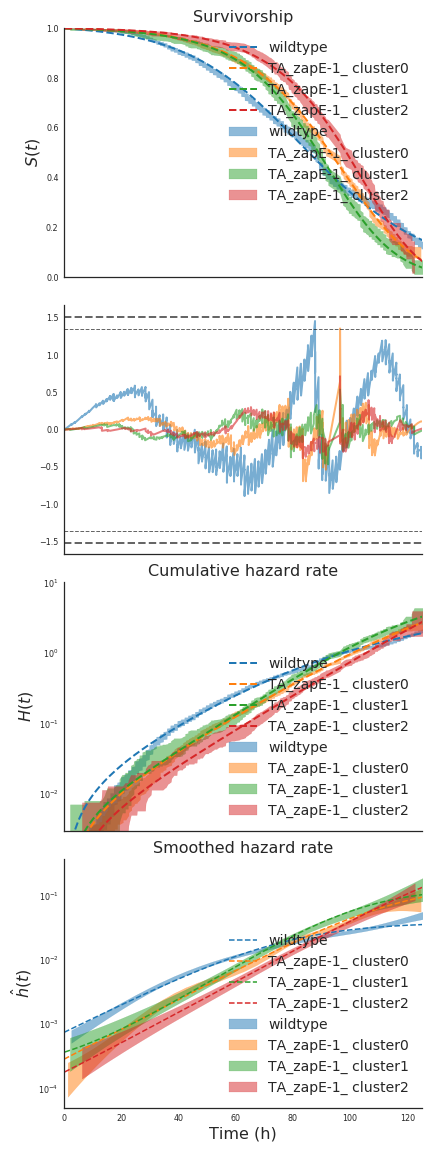 Survivorship
1.0
0.8
0.6
0.4
0.2
0.0
S(t)
wildtype
TA_zapE-1_ cluster0
TA_zapE-1_ cluster1
TA_zapE-1_ cluster2
wildtype
TA_zapE-1_ cluster0
TA_zapE-1_ cluster1
TA_zapE-1_ cluster2
1.5
1.0
0.5
0.0
−0.5
−1.0
−1.5
Cumulative hazard rate
10¹
10⁰
10⁻¹
10⁻²
H(t)
wildtype
TA_zapE-1_ cluster0
TA_zapE-1_ cluster1
TA_zapE-1_ cluster2
wildtype
TA_zapE-1_ cluster0
TA_zapE-1_ cluster1
TA_zapE-1_ cluster2
Smoothed hazard rate
10⁻¹
10⁻²
10⁻³
10⁻⁴
ĥ(t)
wildtype
TA_zapE-1_ cluster0
TA_zapE-1_ cluster1
TA_zapE-1_ cluster2
wildtype
TA_zapE-1_ cluster0
TA_zapE-1_ cluster1
TA_zapE-1_ cluster2
0 20 40 60 80 100 120
Time (h)